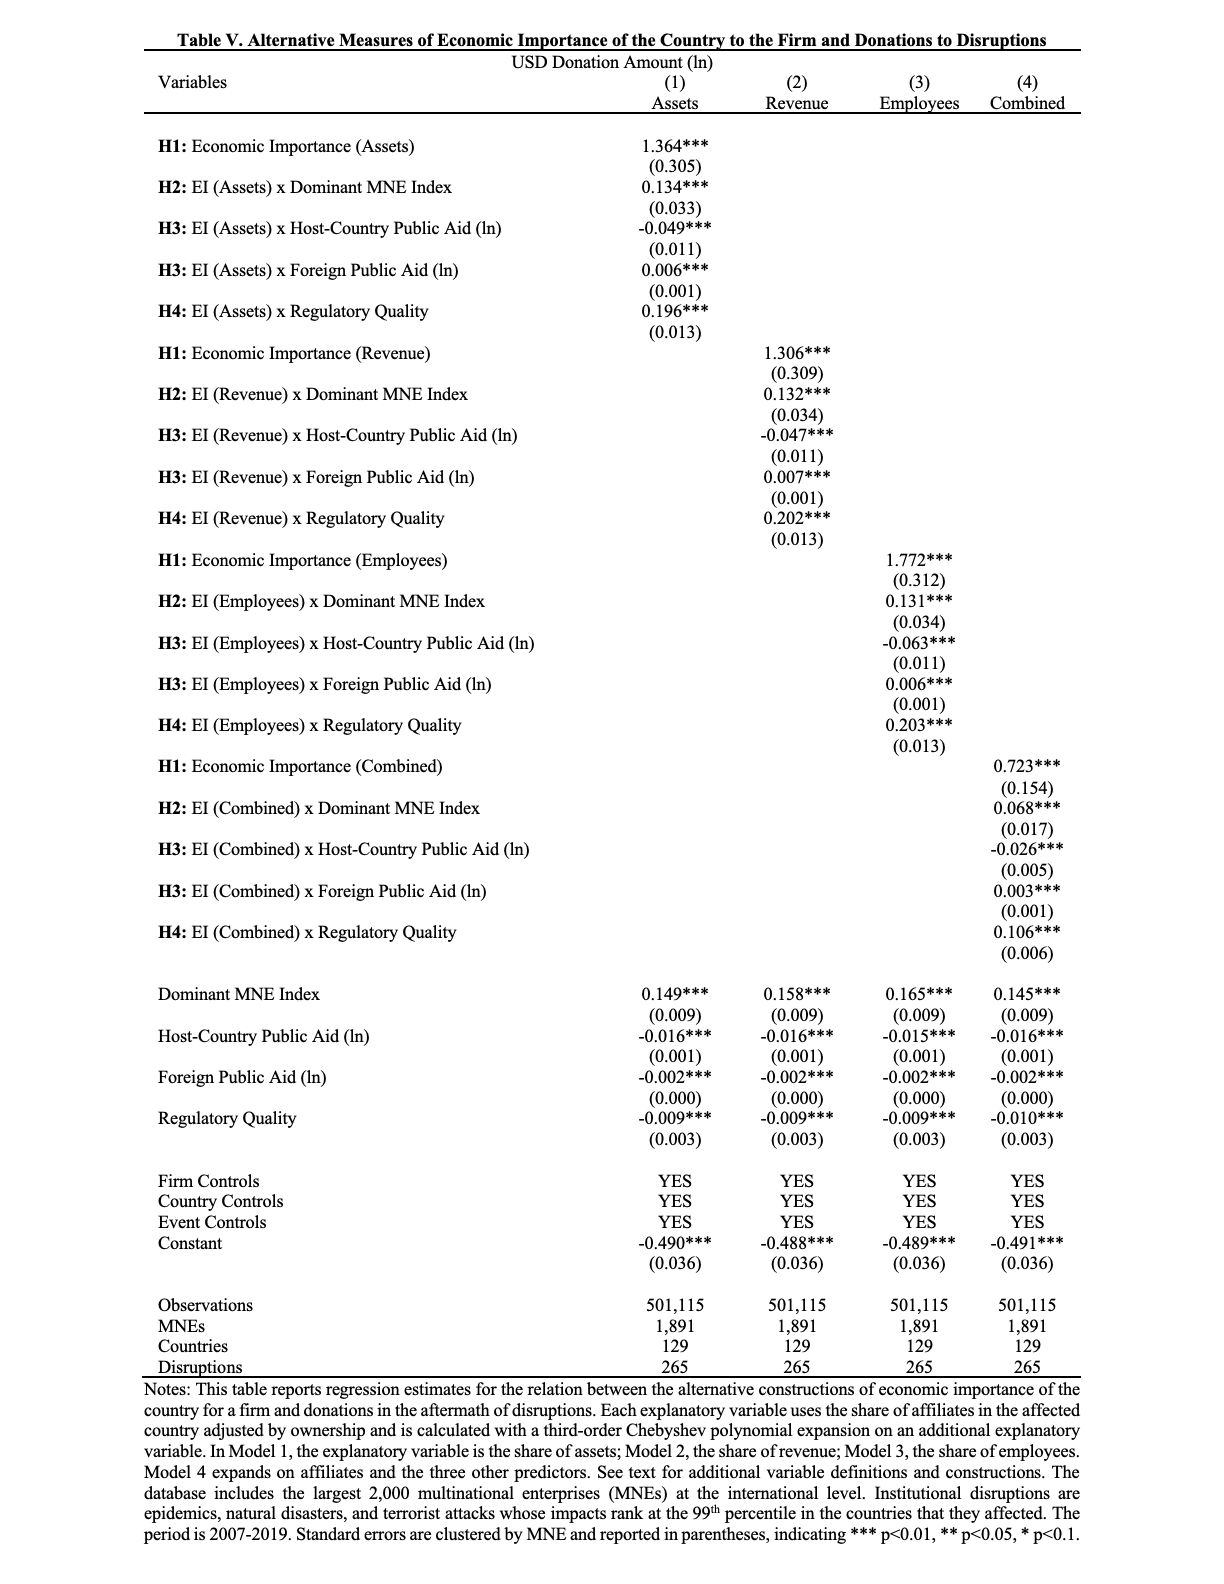 Table V. Alternative Measures of Economic Importance of the Country to the Firm and Donations to Disruptions
USD Donation Amount (ln)
Variables (1) (2) (3) (4)
Assets Revenue Employees Combined
H1: Economic Importance (Assets) 1.364***
(0.305)
H2: EI (Assets) x Dominant MNE Index 0.134***
(0.033)
H3: EI (Assets) x Host-Country Public Aid (ln) -0.049***
(0.011)
H3: EI (Assets) x Foreign Public Aid (ln) 0.006***
(0.001)
H4: EI (Assets) x Regulatory Quality 0.196***
(0.013)
H1: Economic Importance (Revenue) 1.306***
(0.309)
H2: EI (Revenue) x Dominant MNE Index 0.132***
(0.034)
H3: EI (Revenue) x Host-Country Public Aid (ln) -0.047***
(0.011)
H3: EI (Revenue) x Foreign Public Aid (ln) 0.007***
(0.001)
H4: EI (Revenue) x Regulatory Quality 0.202***
(0.013)
H1: Economic Importance (Employees) 1.772***
(0.312)
H2: EI (Employees) x Dominant MNE Index 0.131***
(0.034)
H3: EI (Employees) x Host-Country Public Aid (ln) -0.063***
(0.011)
H3: EI (Employees) x Foreign Public Aid (ln) 0.006***
(0.001)
H4: EI (Employees) x Regulatory Quality 0.203***
(0.013)
H1: Economic Importance (Combined) 0.723***
(0.154)
H2: EI (Combined) x Dominant MNE Index 0.068***
(0.017)
H3: EI (Combined) x Host-Country Public Aid (ln) -0.026***
(0.005)
H3: EI (Combined) x Foreign Public Aid (ln) 0.003***
(0.001)
H4: EI (Combined) x Regulatory Quality 0.106***
(0.006)
Dominant MNE Index 0.149*** 0.158*** 0.165*** 0.145***
(0.009) (0.009) (0.009) (0.009)
Host-Country Public Aid (ln) -0.016*** -0.016*** -0.015*** -0.016***
(0.001) (0.001) (0.001) (0.001)
Foreign Public Aid (ln) -0.002*** -0.002*** -0.002*** -0.002***
(0.000) (0.000) (0.000) (0.000)
Regulatory Quality -0.009*** -0.009*** -0.009*** -0.010***
(0.003) (0.003) (0.003) (0.003)
Firm Controls YES YES YES YES
Country Controls YES YES YES YES
Event Controls YES YES YES YES
Constant -0.490*** -0.488*** -0.489*** -0.491***
(0.036) (0.036) (0.036) (0.036)
Observations 501,115 501,115 501,115 501,115
MNEs 1,891 1,891 1,891 1,891
Countries 129 129 129 129
Disruptions 265 265 265 265
Notes: This table reports regression estimates for the relation between the alternative constructions of economic importance of the
country for a firm and donations in the aftermath of disruptions. Each explanatory variable uses the share of affiliates in the affected
country adjusted by ownership and is calculated with a third-order Chebyshev polynomial expansion on an additional explanatory
variable. In Model 1, the explanatory variable is the share of assets; Model 2, the share of revenue; Model 3, the share of employees.
Model 4 expands on affiliates and the three other predictors. See text for additional variable definitions and constructions. The
database includes the largest 2,000 multinational enterprises (MNEs) at the international level. Institutional disruptions are
epidemics, natural disasters, and terrorist attacks whose impacts rank at the 99th percentile in the countries that they affected. The
period is 2007-2019. Standard errors are clustered by MNE and reported in parentheses, indicating *** p<0.01, ** p<0.05, * p<0.1.